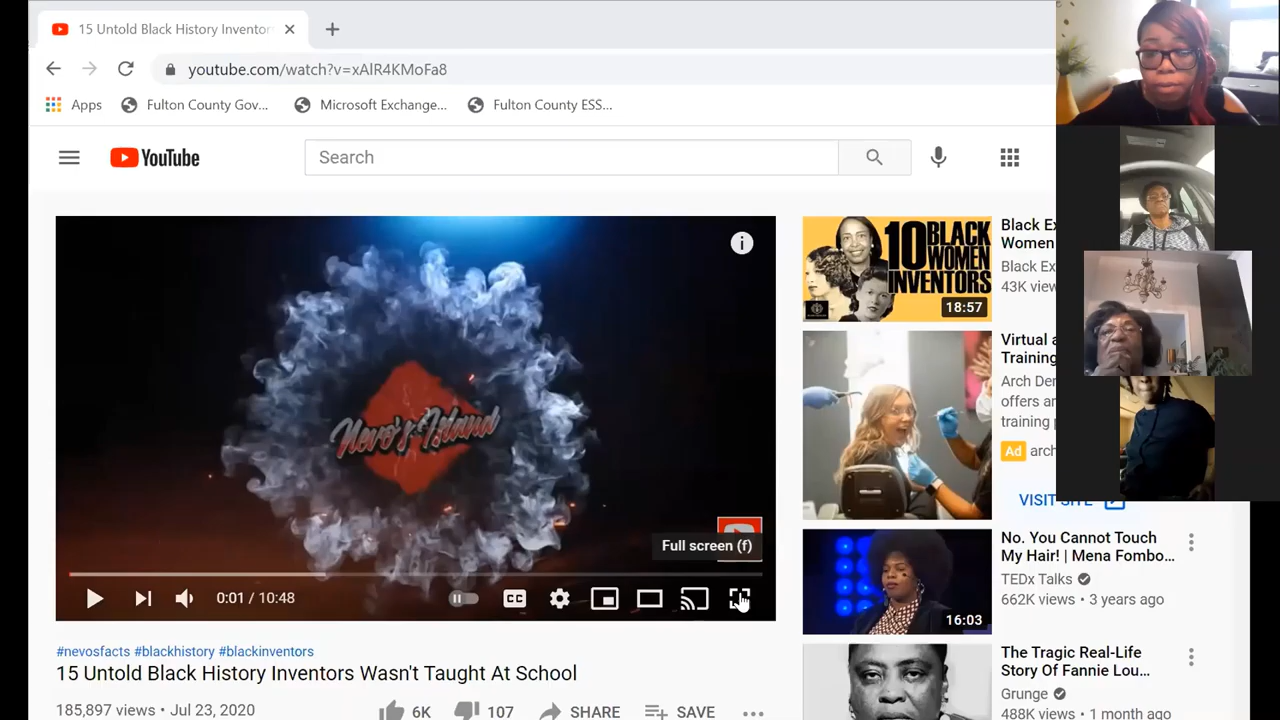 15 Untold Black History Inventor
youtube.com/watch?v=xAlR4KMoFa8
Apps
Fulton County Gov...
Microsoft Exchange...
Fulton County ESS...
YouTube
Search
Nevo's Island
Full screen (f)
0:01 / 10:48
CC
#nevosfacts #blackhistory #blackinventors
15 Untold Black History Inventors Wasn't Taught At School
185,897 views • Jul 23, 2020
6K
107
SHARE
SAVE
10 BLACK
WOMEN
INVENTORS
18:57
Black Ex
Women
Black Ex
43K view
Virtual a
Training
Arch De
offers a
training
Ad arch
VISIT SITE
16:03
No. You Cannot Touch
My Hair! | Mena Fombo...
TEDx Talks
662K views • 3 years ago
The Tragic Real-Life
Story Of Fannie Lou...
Grunge
488K views • 1 month ago